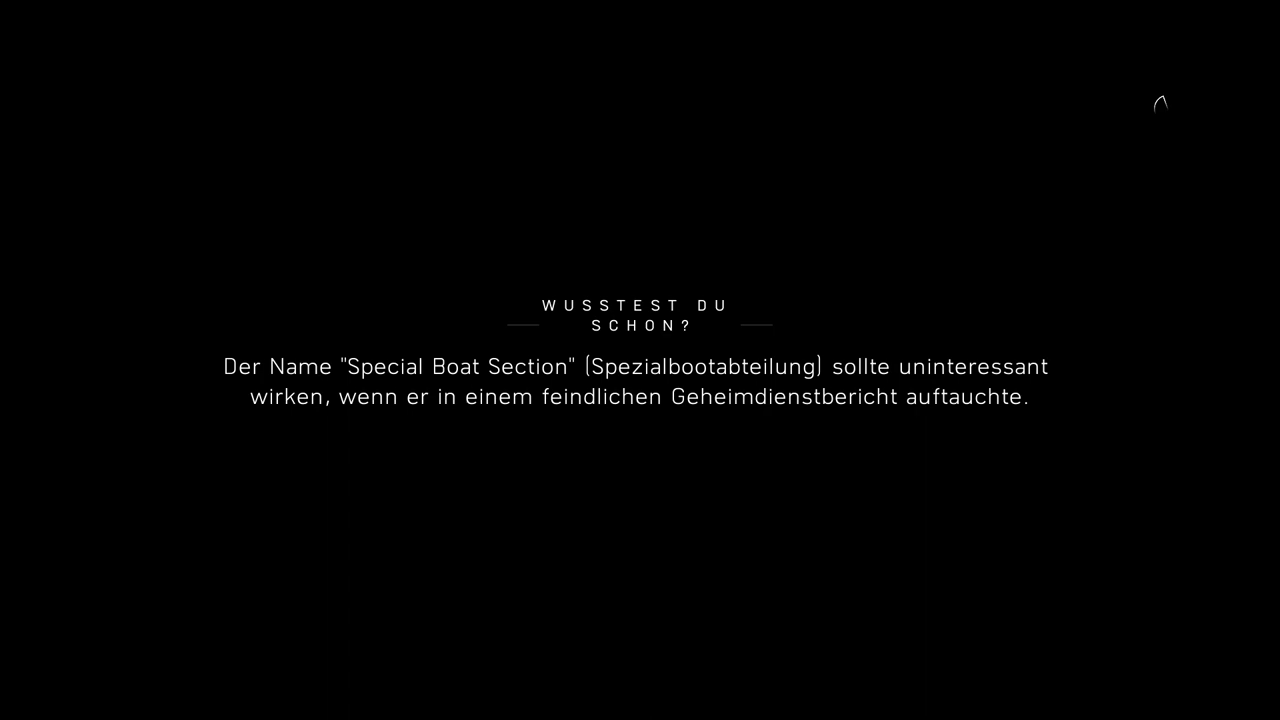 WUSSTEST DU
SCHON?
Der Name "Special Boat Section" (Spezialbootabteilung) sollte uninteressant
wirken, wenn er in einem feindlichen Geheimdienstbericht auftauchte.